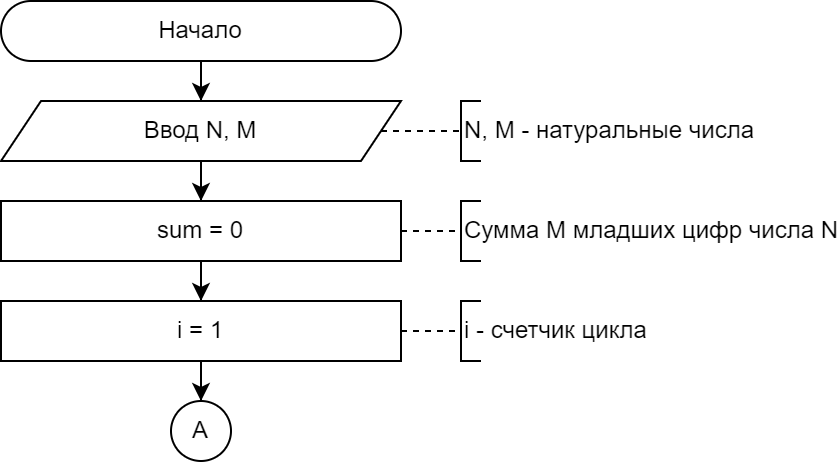 Начало
Ввод N, M
N, M - натуральные числа
sum = 0
Сумма M младших цифр числа N
i = 1
i - счетчик цикла
A